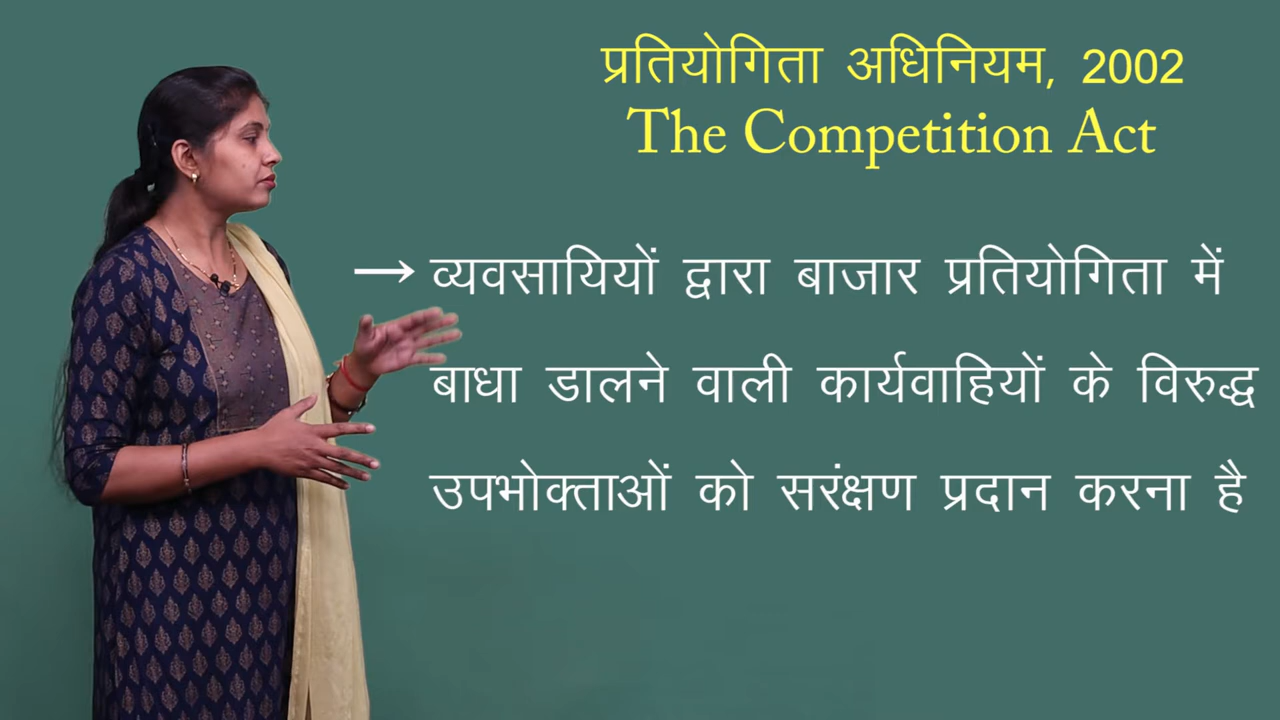 प्रतियोगिता अधिनियम, 2002
The Competition Act
→ व्यवसायियों द्वारा बाजार प्रतियोगिता में
बाधा डालने वाली कार्यवाहियों के विरुद्ध
उपभोक्ताओं को सरंक्षण प्रदान करना है